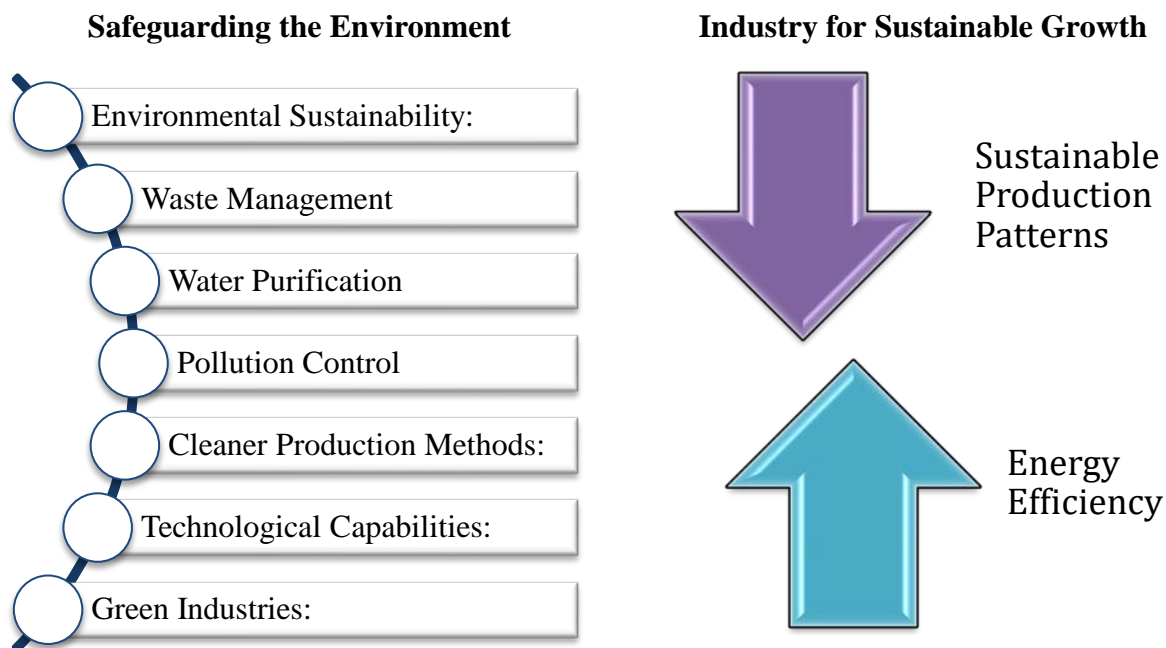 Safeguarding the Environment
Environmental Sustainability:
Waste Management
Water Purification
Pollution Control
Cleaner Production Methods:
Technological Capabilities:
Green Industries:
Industry for Sustainable Growth
Sustainable
Production
Patterns
Energy
Efficiency